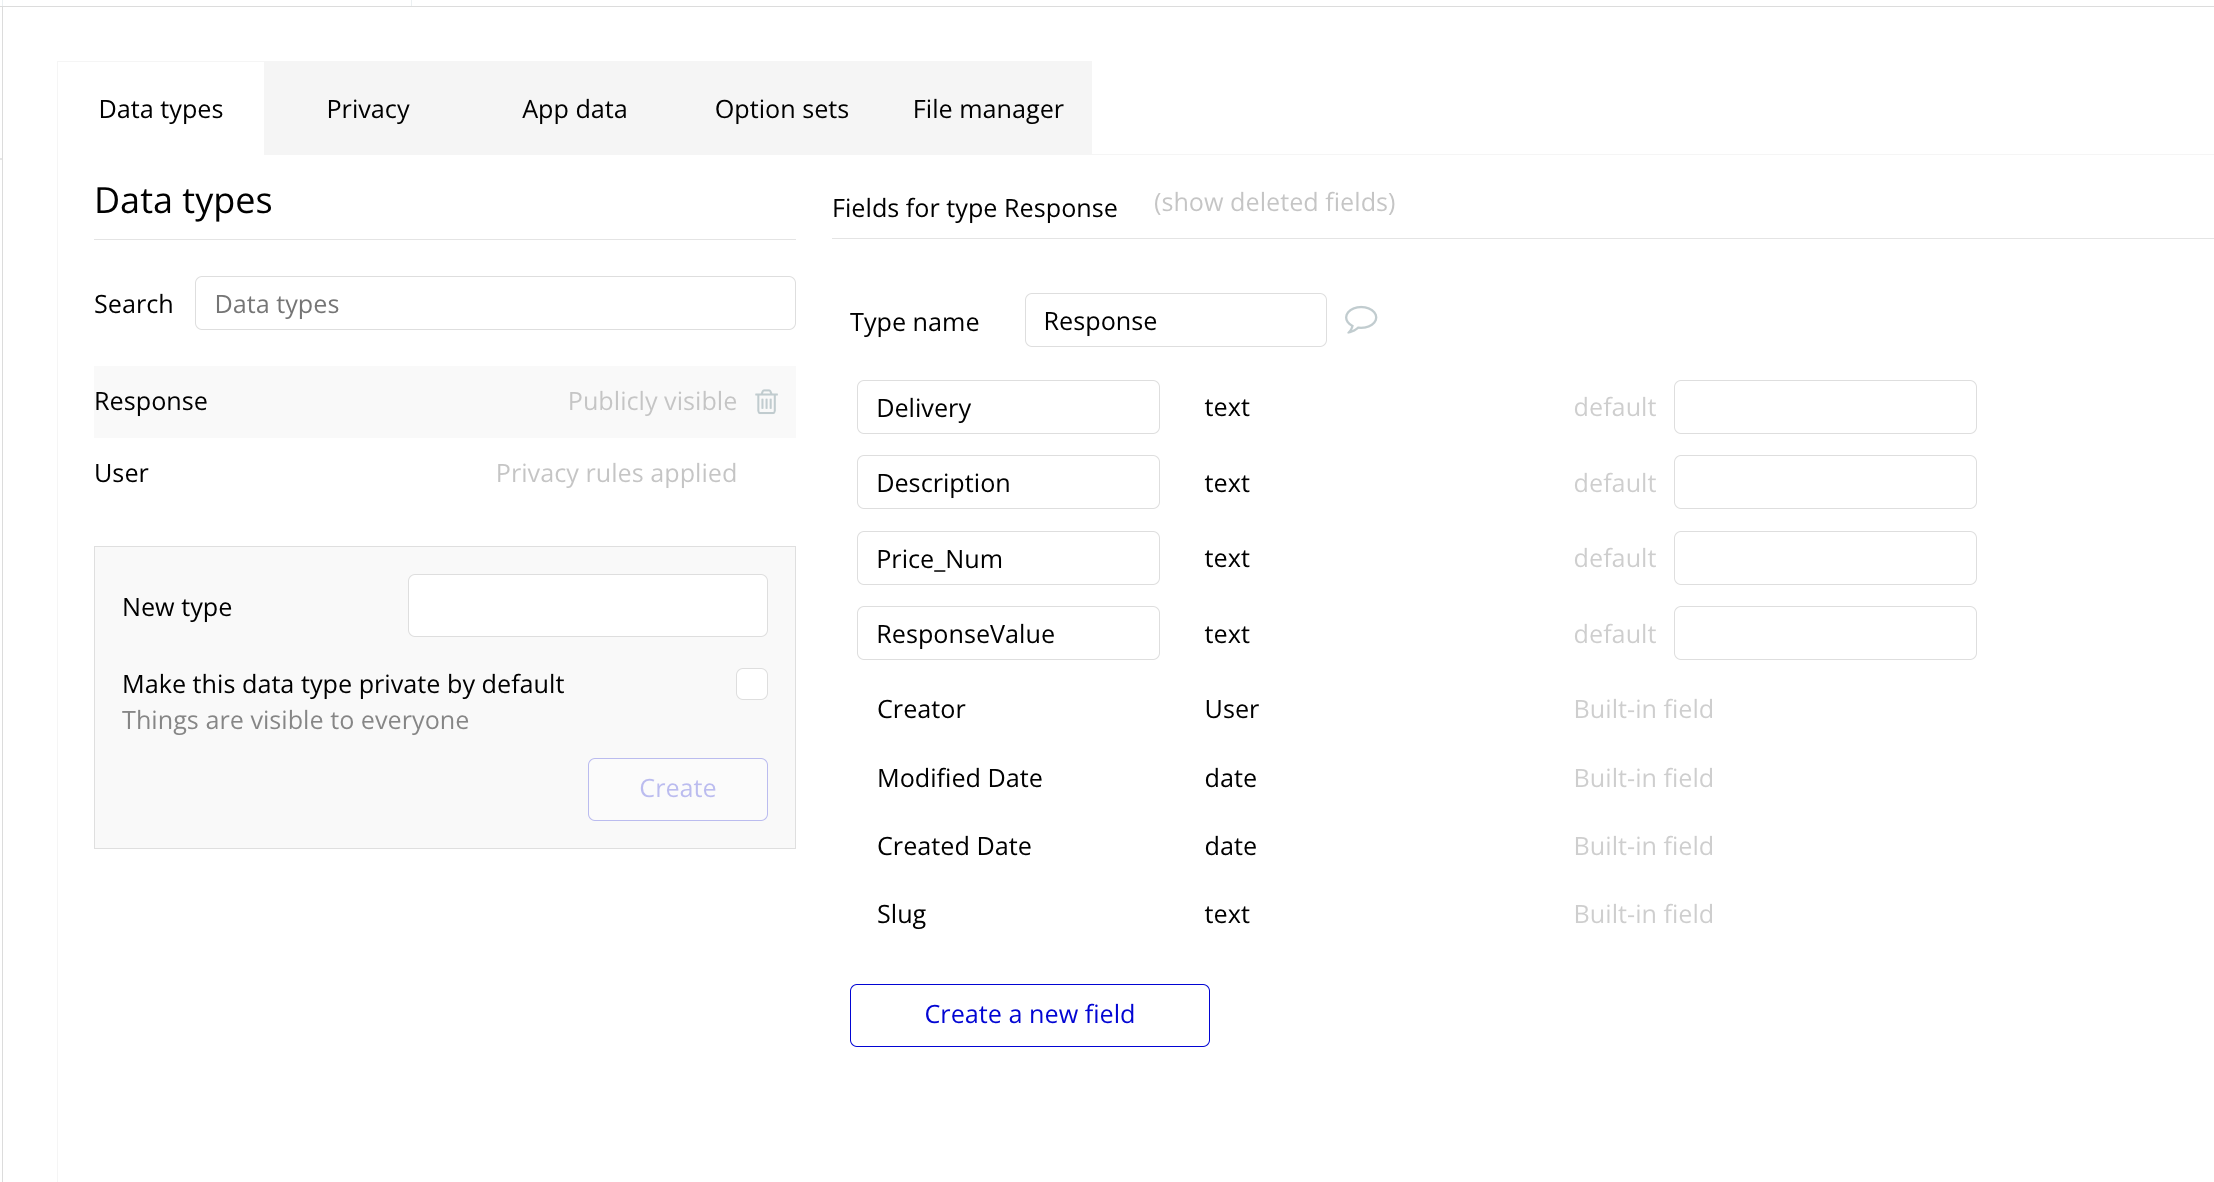 Data types
Privacy
App data
Option sets
File manager
Data types
Search
Data types
Response
Publicly visible
User
Privacy rules applied
New type
Make this data type private by default
Things are visible to everyone
Create
Fields for type Response
(show deleted fields)
Type name
Response
Delivery
text
default
Description
text
default
Price_Num
text
default
ResponseValue
text
default
Creator
User
Built-in field
Modified Date
date
Built-in field
Created Date
date
Built-in field
Slug
text
Built-in field
Create a new field